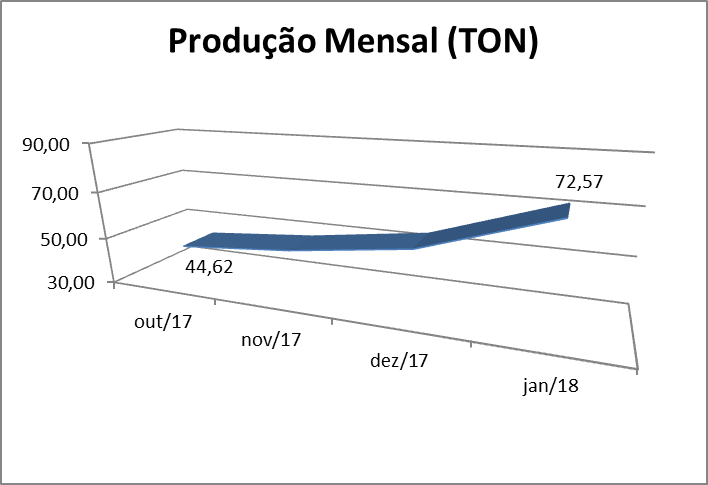 Produção Mensal (TON)
90,00
70,00
50,00
30,00
72,57
44,62
out/17
nov/17
dez/17
jan/18